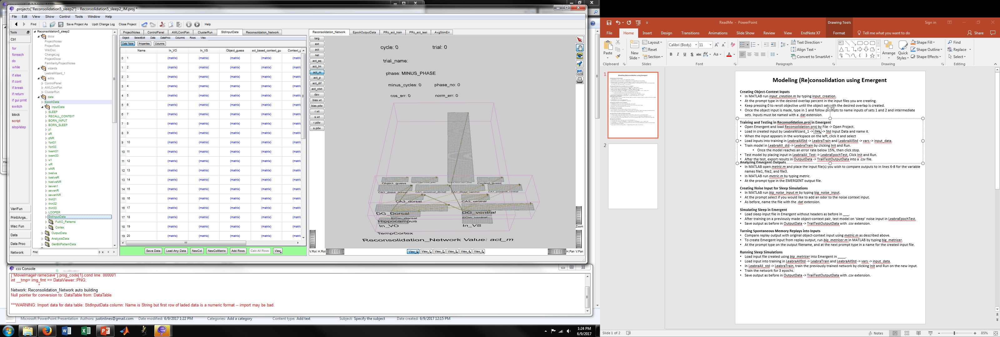 .projects["Reconsolidation5_sleep2"] - Reconsolidation5_sleep2_JM.proj *
File Edit View Show Control Tools Window Help
Find Save Project As Updt Change Log Close Project Help
Tools
Ctrl
for
foreach
do
while
if.else
if.cont
if.break
if.return
if gui prmt
switch
block
script
stop/step
Var/Fun
Print/Args..
Misc Fun
Data
Data Proc
Network
Reconsolidation5_sleep2
docs
ProjectNotes
ProjectTodo
WikiDoc
ChangeLog
ProjectDocs
FamiliarityProjectNotes
wizards
LeabraWizard_1
edits
ControlPanel
AWLContPan
ClusterRun
data
EpochData
InputData
SLEEP
RECALL_CONTEXT
BORN_INPUT
BORN_SLEEP
z1
zR
zNR
fort31
fort33
twent31
twent33
w1
wR
wNR
twelve
twelveR
twelveNR
seven1
sevenR
sevenNR
thirt31
thirt32
thirt33
LOOPER
StdInputData
FullIO_Patterns
Cortex
OutputData
AnalysisData
GenBitPatternData
Find: 0 x < >
ProjectNotes ControlPanel AWLContPan ClusterRun StdInputData Reconsolidation_Network
Object SelectEdit Data DataProc Columns Rows View
Data Table Properties Columns
Name In_VO In_VS Object_guess ect_based_context_gu Context_g
0 1 (matrix) (matrix) (matrix) (matrix) (matri
1 2 (matrix) (matrix) (matrix) (matrix) (matri
2 3 (matrix) (matrix) (matrix) (matrix) (matri
3 4 (matrix) (matrix) (matrix) (matrix) (matri
4 5 (matrix) (matrix) (matrix) (matrix) (matri
5 6 (matrix) (matrix) (matrix) (matrix) (matri
6 7 (matrix) (matrix) (matrix) (matrix) (matri
7 8 (matrix) (matrix) (matrix) (matrix) (matri
8 9 (matrix) (matrix) (matrix) (matrix) (matri
9 10 (matrix) (matrix) (matrix) (matrix) (matri
10 11 (matrix) (matrix) (matrix) (matrix) (matri
11 12 (matrix) (matrix) (matrix) (matrix) (matri
12 13 (matrix) (matrix) (matrix) (matrix) (matri
13 14 (matrix) (matrix) (matrix) (matrix) (matri
14 15 (matrix) (matrix) (matrix) (matrix) (matri
15 16 (matrix) (matrix) (matrix) (matrix) (matri
16 17 (matrix) (matrix) (matrix) (matrix) (matri
17 18 (matrix) (matrix) (matrix) (matrix) (matri
18 19 (matrix) (matrix) (matrix) (matrix) (matri
19 20 (matrix) (matrix) (matrix) (matrix) (matri
Save Data Load Any Data NewCol NewColMatrix Add Rows Calc All Rows View
Reconsolidation_Network EpochOutputData PRo_act_train PRo_act_test AvgStimErr
targ
ext
act
net
act_eq
act_lrn
act_m
act_p
act_dif
act_ctxt
dav
bias.wt
bias.pdw
r.wt
s.wt
r.pdw
s.pdw
cycle: 0 trial: 0
trial_name:
phase: MINUS_PHASE
minus_cycles: 0 phase_no: 0
cos_err: 0 norm_err: 0
Object_guess Context_guess
CA1_distal_dorsal CA1_proximal_dorsal CA1_distal_ventral CA1_proximal_ventral
CA3_dorsal CA3_ventral
DG_Dorsal DG_ventral
ECin_dorsal ECin_ventral
Hippocampus
In_VO In_VS
TempCortex
Reconsolidation_Network Value: act_m
Zoom
V.Rot H.Rot View_0 View_1 View_2 View_3 View_4 View_5 H.Pan V.Pan
css Console
["MovieImageFrameSave"].prog_code[1].cond line: 000001
int __tmp= img_fmt == DataViewer::PNG;
^
Network: Reconsolidation_Network auto building
Null pointer for conversion to: DataTable from: DataTable
***WARNING: Import data for data table: StdInputData column: Name is String but first row of laded data is a numeric format -- import may be bad.
Microsoft PowerPoint Presentation Authors: justinlines@gmail.com Date modified: 6/9/2017 1:22 PM Categories: Add a category Content type: Add text Subject: Specify the subject Date created: 6/9/2017 12:15 PM
1:24 PM
6/9/2017
ReadMe - PowerPoint Drawing Tools Sign in
File Home Insert Design Transitions Animations Slide Show Review View EndNote X7 Format Tell me what you want to do Share
Paste New Slide Layout Reset Section Calibri (Body) 11 Text Direction Align Text Convert to SmartArt Arrange Quick Styles Shape Fill Shape Outline Shape Effects Find Replace Select
B I U S abc AV Aa A
Clipboard Slides Font Paragraph Drawing Editing
1
2
Modeling (Re)consolidation using Emergent
Creating Object-Context Inputs
• In MATLAB run input_creation.m by typing input_creation.
• At the prompt type in the desired overlap percent in the input files you are creating.
• Keep pressing 0 to reroll objective until the object set with the desired overlap is created.
• Once the object input is made, type in 1 and follow prompts to name inputs of sets 1 and 2 and intermediate
sets. Inputs must be named with a .dat extension.
Training and Testing in Reconsolidation.proj in Emergent
• Open Emergent and load Reconsolidation.proj by File -> Open Project.
• Load in created input by LeabraWizard_1 -> Data -> Std Input Data and name it.
• When the input appears in the workspace on the left, click it and select
• Load inputs into training in LeabraAllStd -> LeabraTrain and LeabraAllStd -> vars -> input_data.
• Train model in LeabraAll_std -> LeabraTrain by clicking Init and Run.
• Once the model reaches an error rate below 15%, then click stop.
• Test model by placing input in LeabraAll_Test -> LeabraEpochTest, Click Init and Run.
• After the test, export results in OutputData -> TrailTestOutputData into a .csv file.
Analyzing Emergent Outputs
• In MATLAB open metric.m and place the input file(s) you wish to compare outputs to in lines 6-8 for the variable
names file1, file2, and file3.
• In MATLAB run metric.m by typing metric.
• At the prompt type in the EMERGENT output file.
Creating Noise Input for Sleep Simulations
• In MATLAB run big_noise_input.m by typing big_noise_input.
• At the prompt select if you would like to add an odor to the noise context input.
• As before, name the file with the .dat extension.
Simulating Sleep in Emergent
• Load sleep input file in Emergent without headers as before in ___.
• After training on a previously made object-context pair, test model on ‘sleep’ noise input in LeabraEpochTest.
• Save output as before in OutputData -> TrailTestOutputData with .csv extension.
Turning Spontaneous Memory Replays into Inputs
• Compare replay output with original object-context input using metric.m as described above.
• To create Emergent input from replay output, run big_metricer.m in MATLAB by typing big_metricer.
• At the prompt type on the output filename, and at the next prompt type in a name for the created input file.
Running Sleep Simulations
• Load input file created using big_metricer into Emergent in ____.
• Load input into training in LeabraAllStd -> LeabraTrain and LeabraAllStd -> vars -> input_data.
• In LeabraAll_std -> LeabraTrain, train the previously trained network by clicking Init and Run on the new input.
• Train the network for 3 epochs.
• Save output as before in OutputData -> TrailTestOutputData with .csv extension.
Slide 1 of 2 Notes 85%